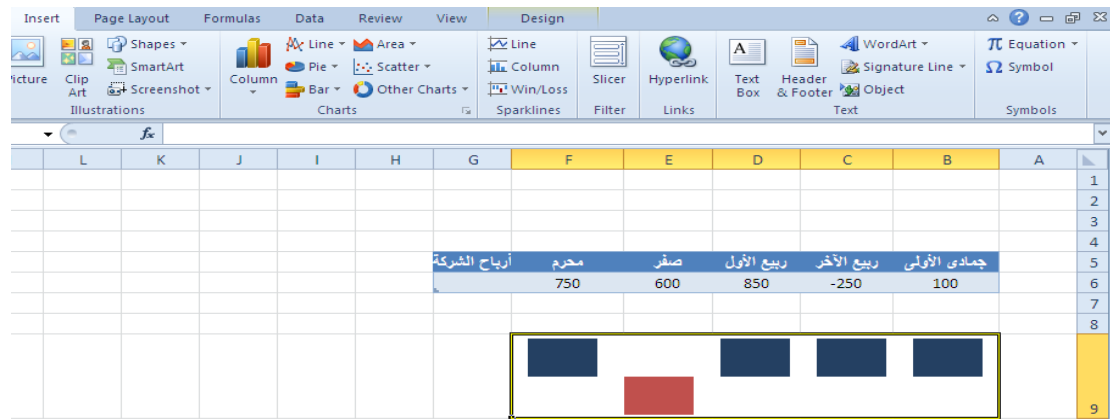 Insert Page Layout Formulas Data Review View Design
Shapes Line Area Line WordArt Equation
SmartArt Pie Scatter Column Signature Line Symbol
Screenshot Bar Other Charts Win/Loss Object
Clip Art Column Slicer Hyperlink Text Box Header & Footer
Illustrations Charts Sparklines Filter Links Text Symbols
fx
L K J I H G F E D C B A
1
2
3
4
أرباح الشركة محرم صفر ربيع الأول ربيع الآخر جمادى الأولى 5
750 600 850 -250 100 6
7
8
9